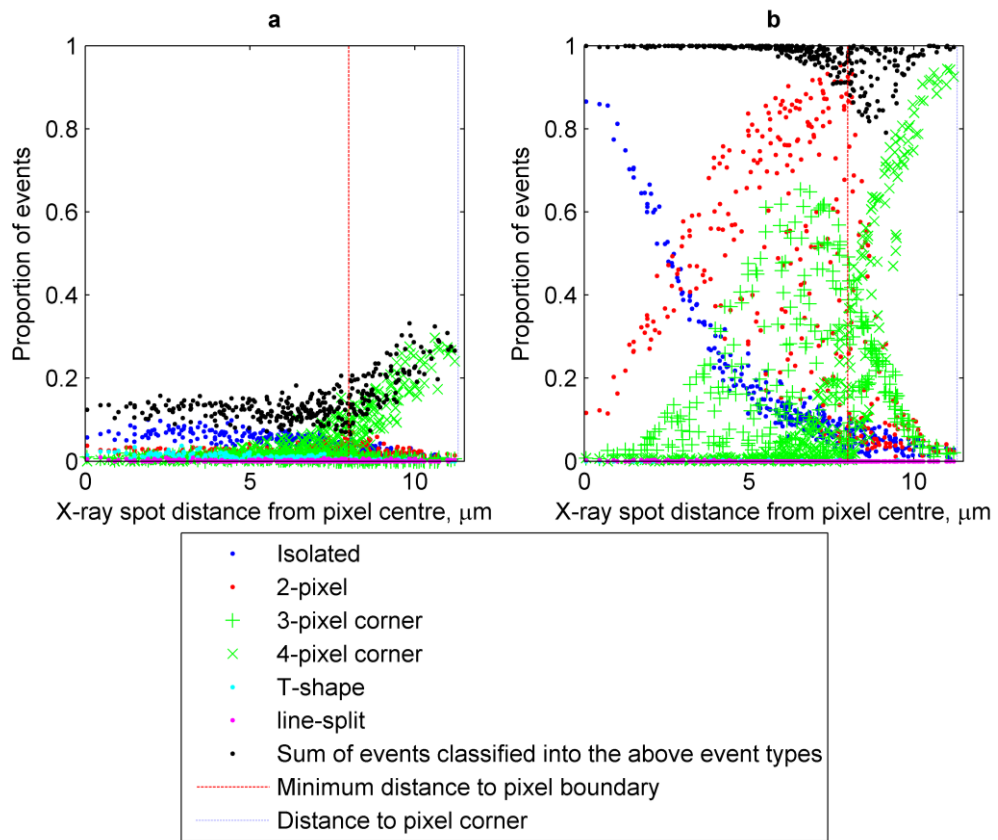 a
b
1
0.8
0.6
0.4
0.2
0
Proportion of events
0 5 10
X-ray spot distance from pixel centre, μm
1
0.8
0.6
0.4
0.2
0
Proportion of events
0 5 10
X-ray spot distance from pixel centre, μm
Isolated
2-pixel
3-pixel corner
4-pixel corner
T-shape
line-split
Sum of events classified into the above event types
Minimum distance to pixel boundary
Distance to pixel corner